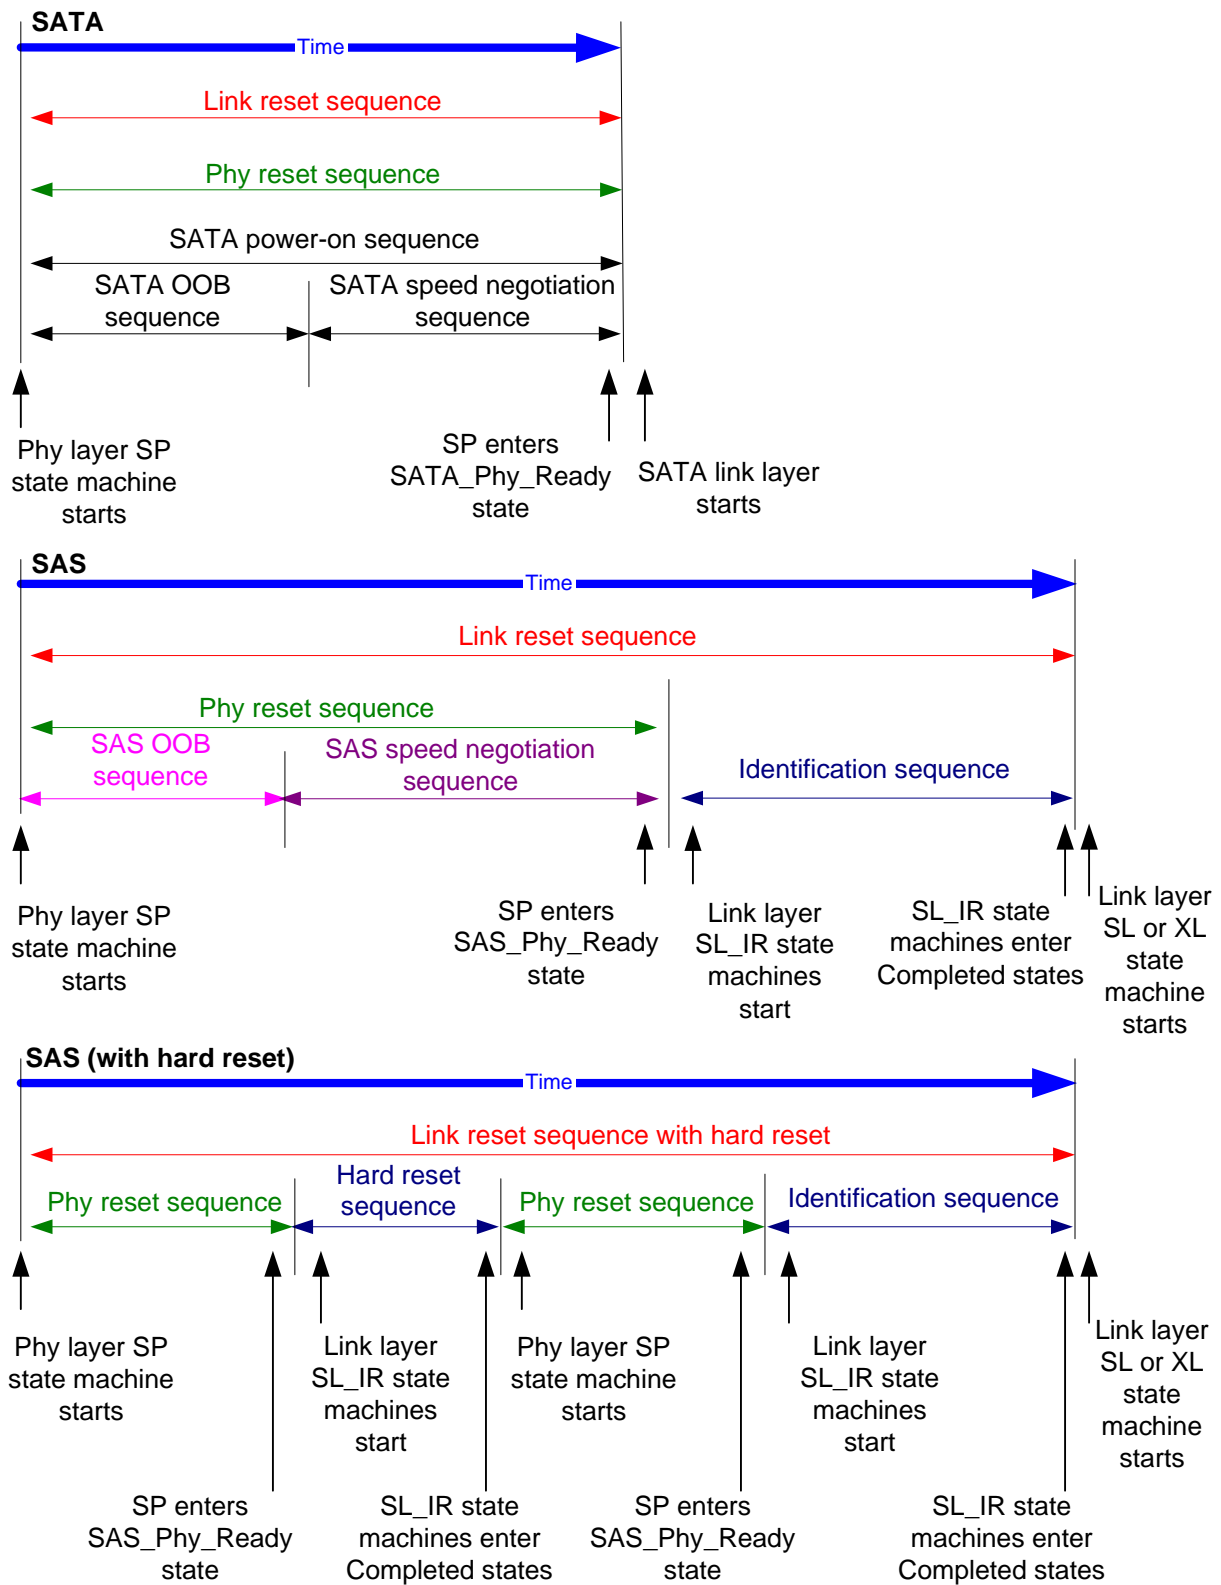 SATA
Time
Link reset sequence
Phy reset sequence
SATA power-on sequence
SATA OOB
sequence
SATA speed negotiation
sequence
Phy layer SP
state machine
starts
SP enters
SATA_Phy_Ready
state
SATA link layer
starts
SAS
Time
Link reset sequence
Phy reset sequence
SAS OOB
sequence
SAS speed negotiation
sequence
Identification sequence
Phy layer SP
state machine
starts
SP enters
SAS_Phy_Ready
state
Link layer
SL_IR state
machines
start
SL_IR state
machines enter
Completed states
Link layer
SL or XL
state
machine
starts
SAS (with hard reset)
Time
Link reset sequence with hard reset
Phy reset sequence
Hard reset
sequence
Phy reset sequence
Identification sequence
Phy layer SP
state machine
starts
Link layer
SL_IR state
machines
start
Phy layer SP
state machine
starts
Link layer
SL_IR state
machines
start
Link layer
SL or XL
state
machine
starts
SP enters
SAS_Phy_Ready
state
SL_IR state
machines enter
Completed states
SP enters
SAS_Phy_Ready
state
SL_IR state
machines enter
Completed states